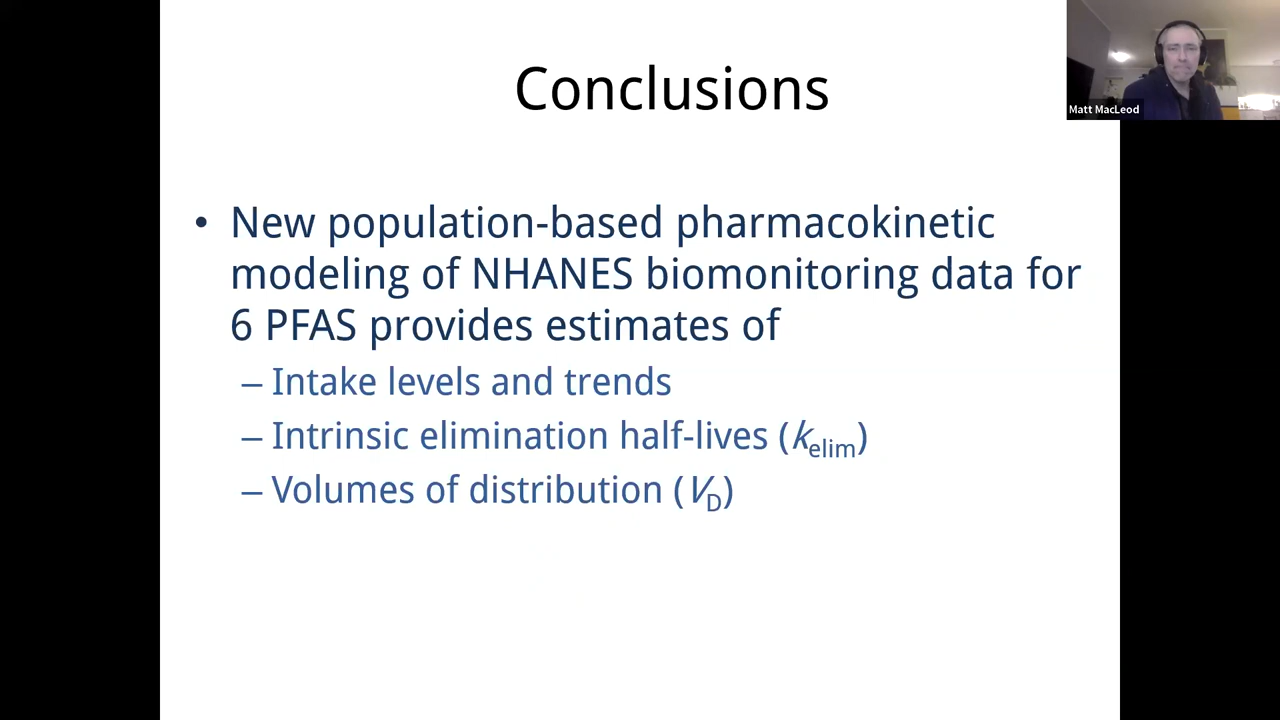 Conclusions
Matt MacLeod
• New population-based pharmacokinetic
modeling of NHANES biomonitoring data for
6 PFAS provides estimates of
– Intake levels and trends
– Intrinsic elimination half-lives (kelim)
– Volumes of distribution (VD)